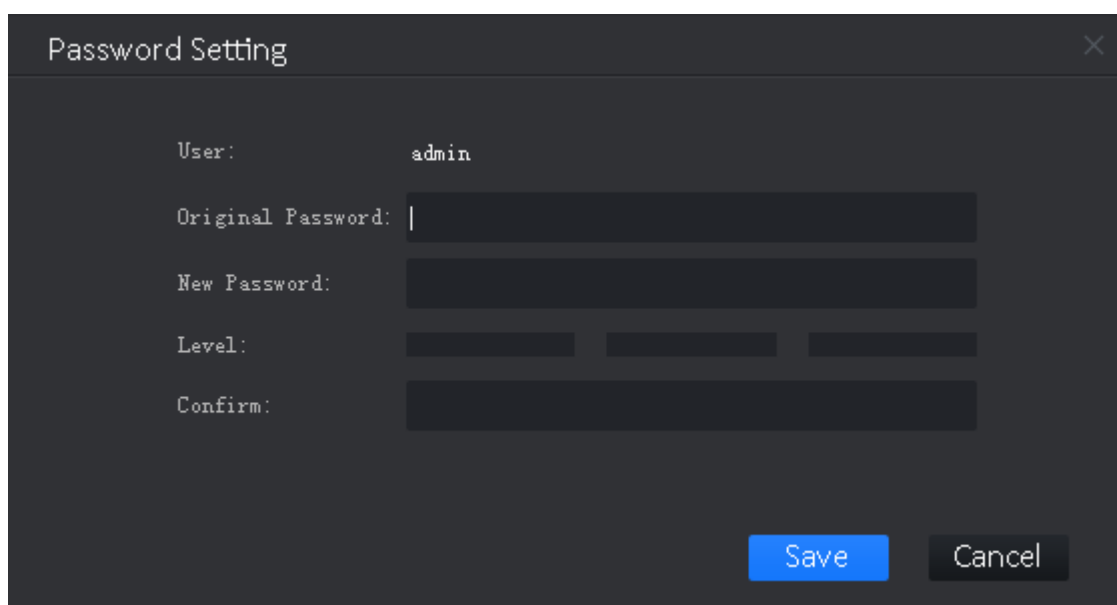 Password Setting
User: admin
Original Password:
New Password:
Level:
Confirm:
Save Cancel